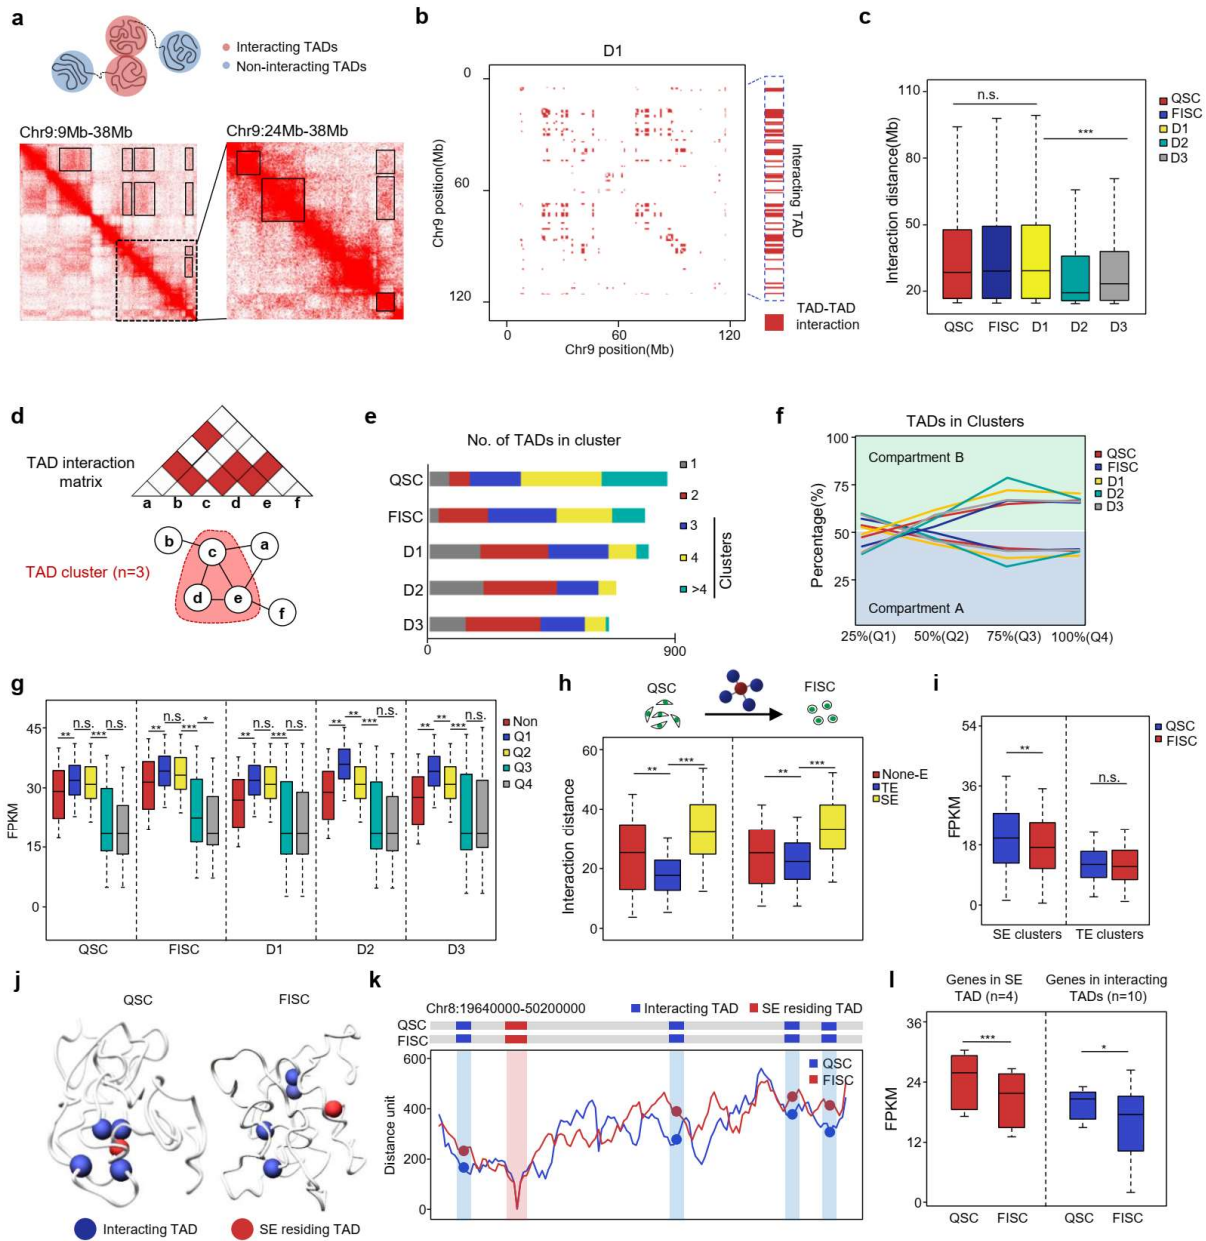 a
Interacting TADs
Non-interacting TADs
Chr9:9Mb-38Mb
Chr9:24Mb-38Mb
b
D1
0
60
120
Chr9 position(Mb)
0
60
120
Chr9 position(Mb)
Interacting TAD
TAD-TAD
interaction
c
n.s.
***
110
80
50
20
Interaction distance(Mb)
QSC
FISC
D1
D2
D3
QSC
FISC
D1
D2
D3
d
TAD interaction
matrix
a b c d e f
TAD cluster (n=3)
b
c
a
d
e
f
e
No. of TADs in cluster
QSC
FISC
D1
D2
D3
0
900
1
2
3
4
>4
Clusters
f
TADs in Clusters
Compartment B
Compartment A
100
75
50
25
Percentage(%)
25%(Q1)
50%(Q2)
75%(Q3)
100%(Q4)
QSC
FISC
D1
D2
D3
g
45
30
15
0
FPKM
n.s. n.s.
** ***
n.s. *
** ***
n.s. n.s.
** ***
n.s.
** ** ***
n.s.
** ** ***
QSC
FISC
D1
D2
D3
Non
Q1
Q2
Q3
Q4
h
QSC
FISC
60
40
20
0
Interaction distance
** ***
** ***
None-E
TE
SE
i
QSC
FISC
54
36
18
0
FPKM
**
n.s.
SE clusters
TE clusters
j
QSC
FISC
Interacting TAD
SE residing TAD
k
Chr8:19640000-50200000
Interacting TAD
SE residing TAD
QSC
FISC
600
400
200
0
Distance unit
QSC
FISC
l
Genes in SE
TAD (n=4)
Genes in interacting
TADs (n=10)
36
24
12
0
FPKM
***
*
QSC
FISC
QSC
FISC